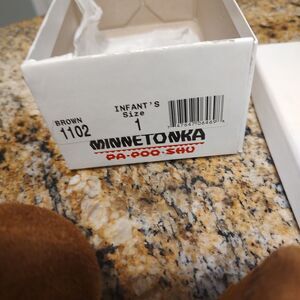 INFANT'S
Size
BROWN
1102
1
MINNETONKA
PA-POO-SHU